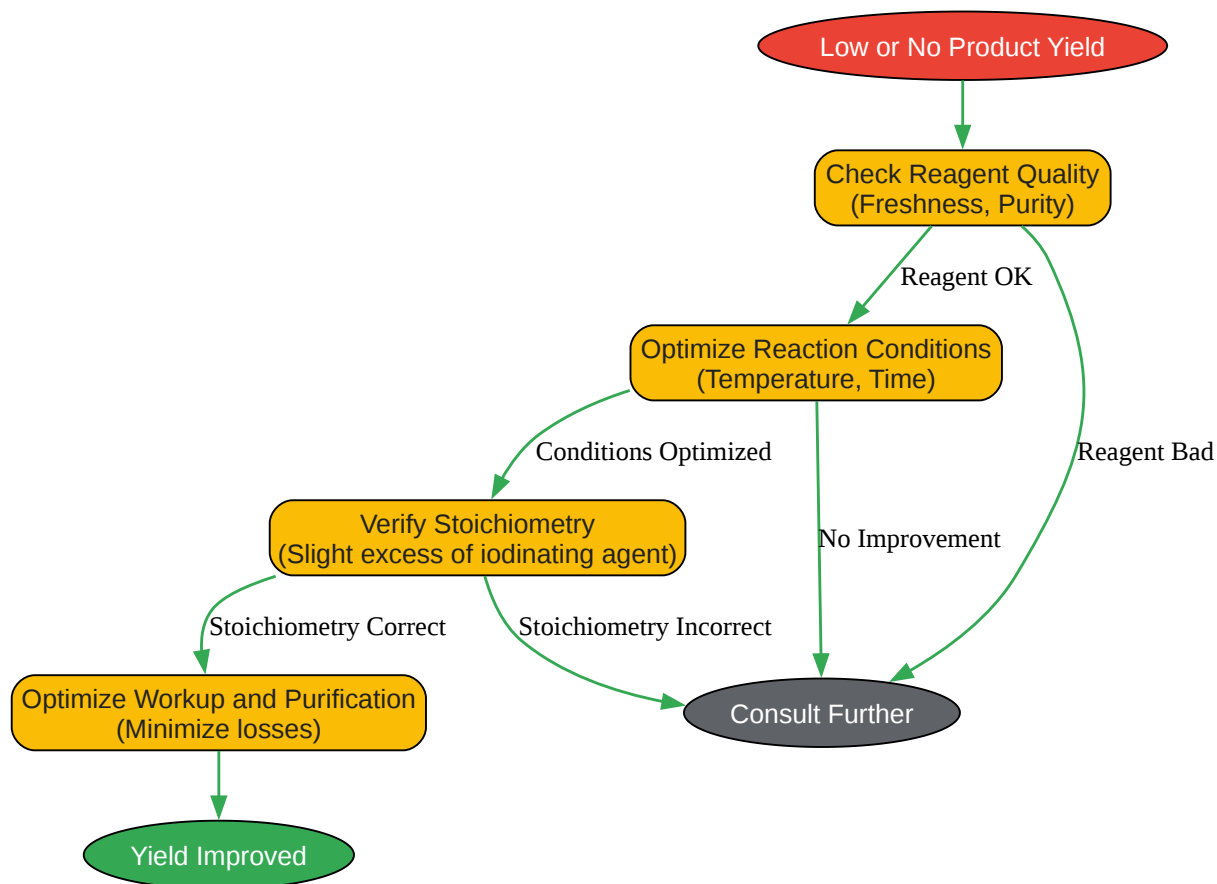 Low or No Product Yield
Check Reagent Quality
(Freshness, Purity)
Reagent OK
Optimize Reaction Conditions
(Temperature, Time)
Conditions Optimized
Reagent Bad
Verify Stoichiometry
(Slight excess of iodinating agent)
No Improvement
Stoichiometry Correct
Stoichiometry Incorrect
Optimize Workup and Purification
(Minimize losses)
Consult Further
Yield Improved